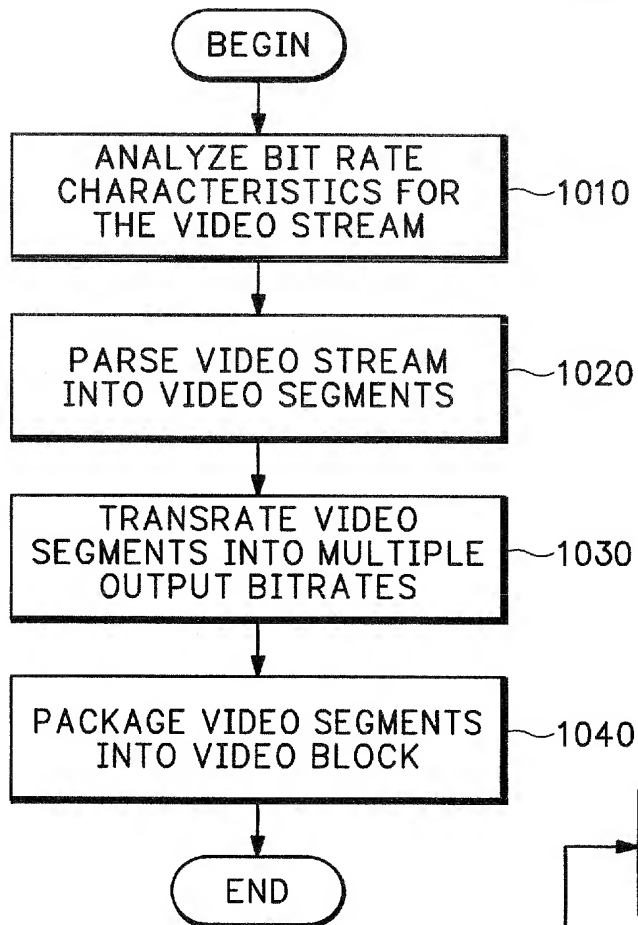 BEGIN
ANALYZE BIT RATE
CHARACTERISTICS FOR
THE VIDEO STREAM
1010
PARSE VIDEO STREAM
INTO VIDEO SEGMENTS
1020
TRANSRATE VIDEO
SEGMENTS INTO MULTIPLE
OUTPUT BITRATES
1030
PACKAGE VIDEO SEGMENTS
INTO VIDEO BLOCK
1040
END